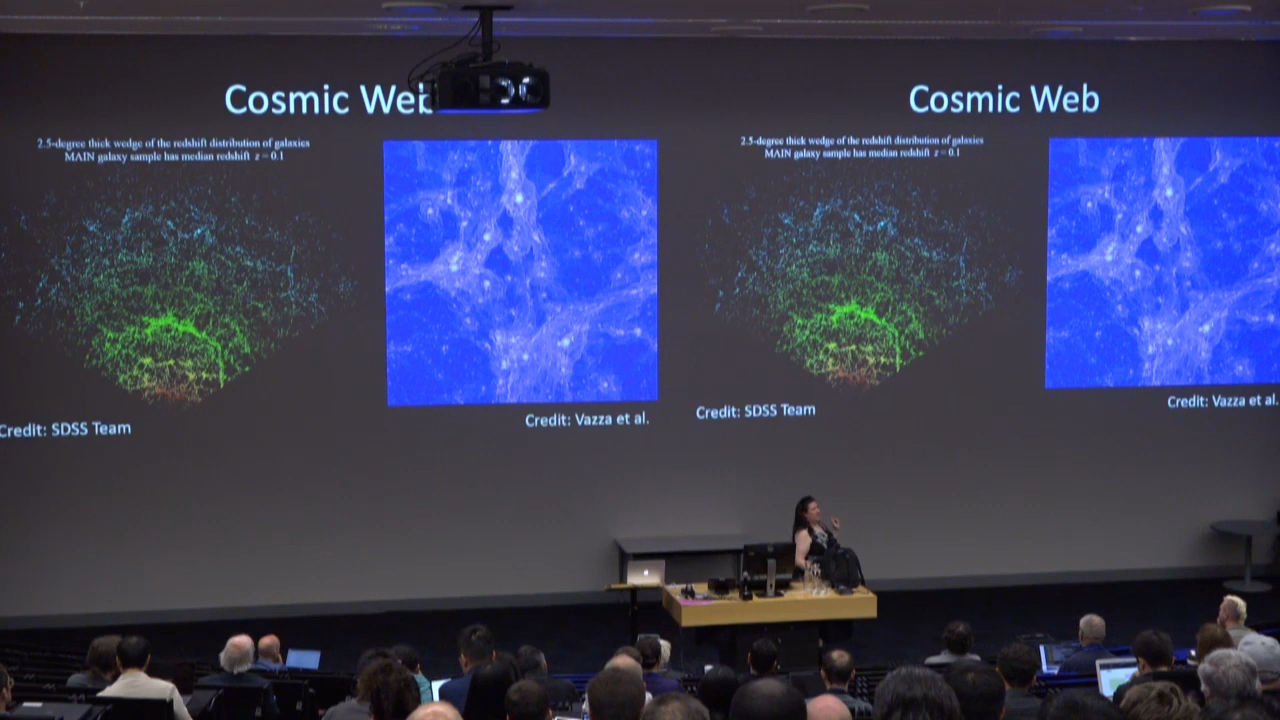 Cosmic Web
2.5-degree thick wedge of the redshift distribution of galaxies
MAIN galaxy sample has median redshift z = 0.1
Credit: SDSS Team
Credit: Vazza et al.
Cosmic Web
2.5-degree thick wedge of the redshift distribution of galaxies
MAIN galaxy sample has median redshift z = 0.1
Credit: SDSS Team
Credit: Vazza et al.